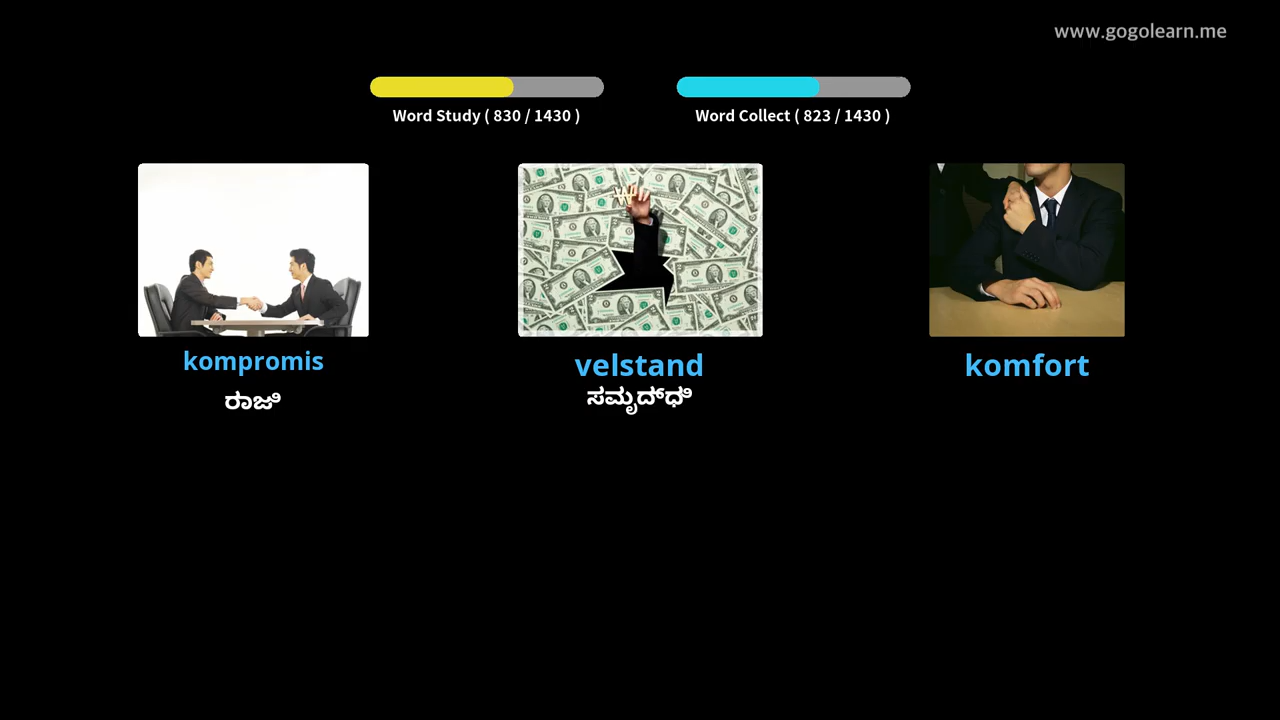 www.gogolearn.me
Word Study ( 830 / 1430 )
Word Collect ( 823 / 1430 )
kompromis
velstand
komfort
ರಾಜಿ
ಸಮೃದ್ಧಿ